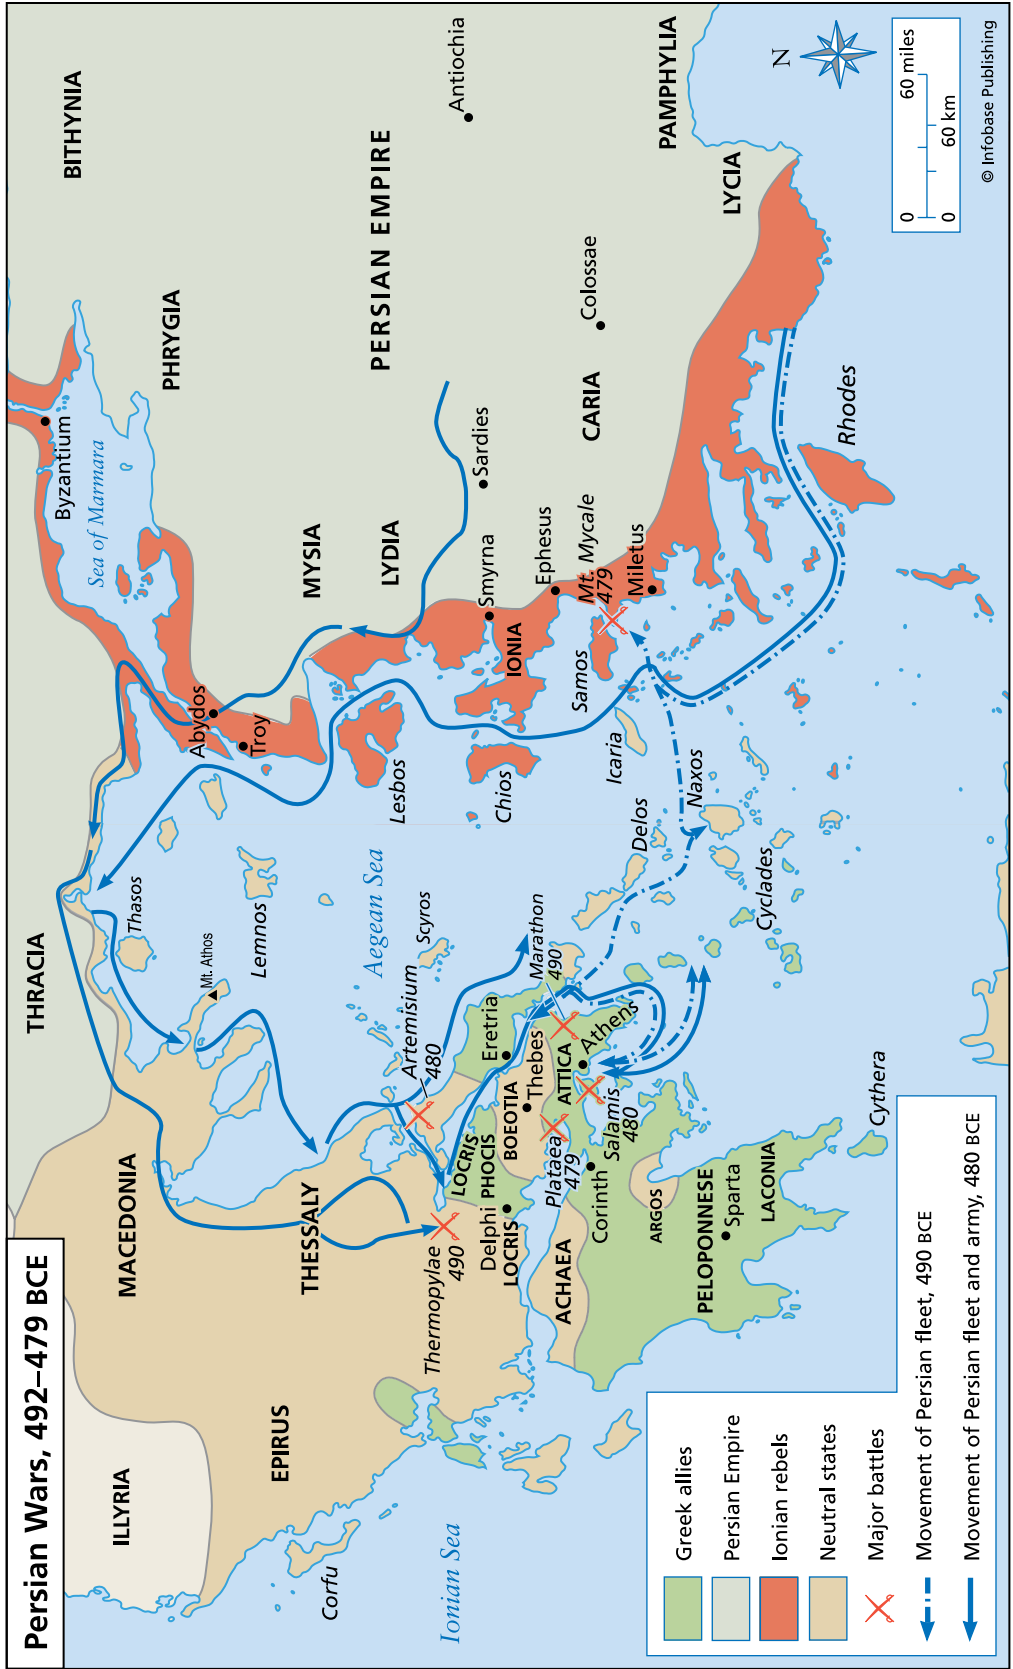 Persian Wars, 492–479 BCE
ILLYRIA
EPIRUS
Corfu
Ionian Sea
MACEDONIA
THESSALY
THRACIA
Thasos
Mt. Athos
Lemnos
Aegean Sea
Scyros
Artemisium
480
Thermopylae
490
LOCRIS
PHOCIS
Delphi
LOCRIS
BOEOTIA
Thebes
Eretria
Marathon
490
ATTICA
Athens
Plataea
479
Salamis
480
Corinth
ACHAEA
ARGOS
PELOPONNESE
Sparta
LACONIA
Cythera
BITHYNIA
Byzantium
Sea of Marmara
PHRYGIA
Abydos
Troy
MYSIA
LYDIA
PERSIAN EMPIRE
Antiochia
Sardies
Smyrna
IONIA
Ephesus
Lesbos
Chios
Samos
Mt. Mycale
479
Miletus
CARIA
Colossae
PAMPHYLIA
LYCIA
Rhodes
Icaria
Delos
Naxos
Cyclades
N
0
60 miles
0
60 km
© Infobase Publishing
Greek allies
Persian Empire
Ionian rebels
Neutral states
Major battles
Movement of Persian fleet, 490 BCE
Movement of Persian fleet and army, 480 BCE